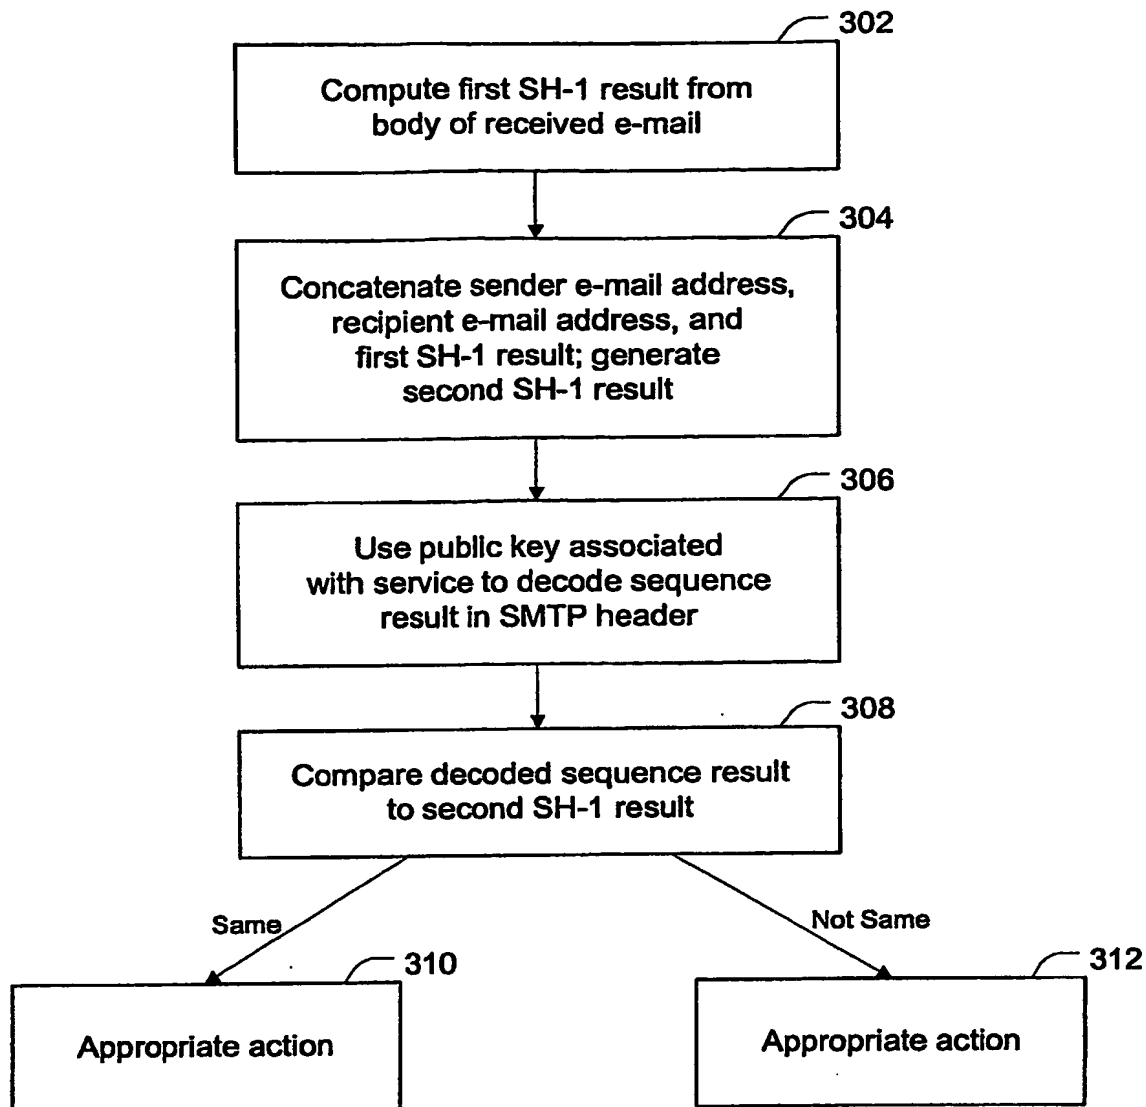 302
Compute first SH-1 result from
body of received e-mail
304
Concatenate sender e-mail address,
recipient e-mail address, and
first SH-1 result; generate
second SH-1 result
306
Use public key associated
with service to decode sequence
result in SMTP header
308
Compare decoded sequence result
to second SH-1 result
Same
Not Same
310
Appropriate action
312
Appropriate action